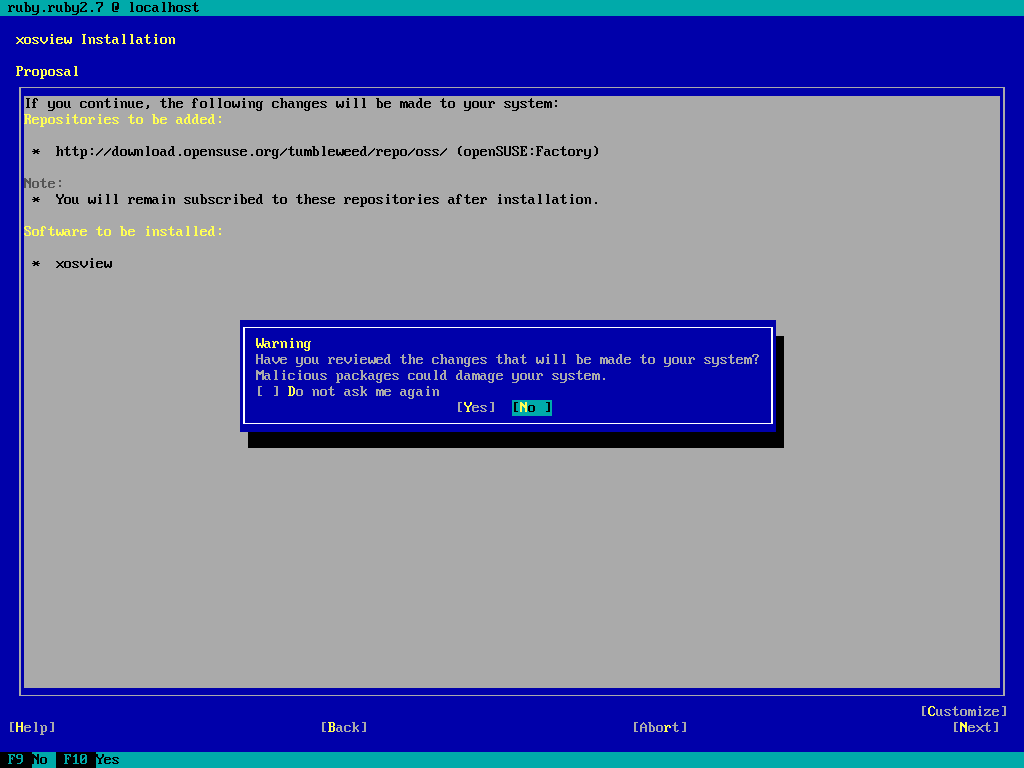 ruby.ruby2.7 @ localhost
xosview Installation
Proposal
If you continue, the following changes will be made to your system:
Repositories to be added:
* http://download.opensuse.org/tumbleweed/repo/oss/ (openSUSE:Factory)
Note:
* You will remain subscribed to these repositories after installation.
Software to be installed:
* xosview
Warning
Have you reviewed the changes that will be made to your system?
Malicious packages could damage your system.
[ ] Do not ask me again
[Yes] [No ]
[Customize]
[Help] [Back] [Abort] [Next]
F9 No F10 Yes